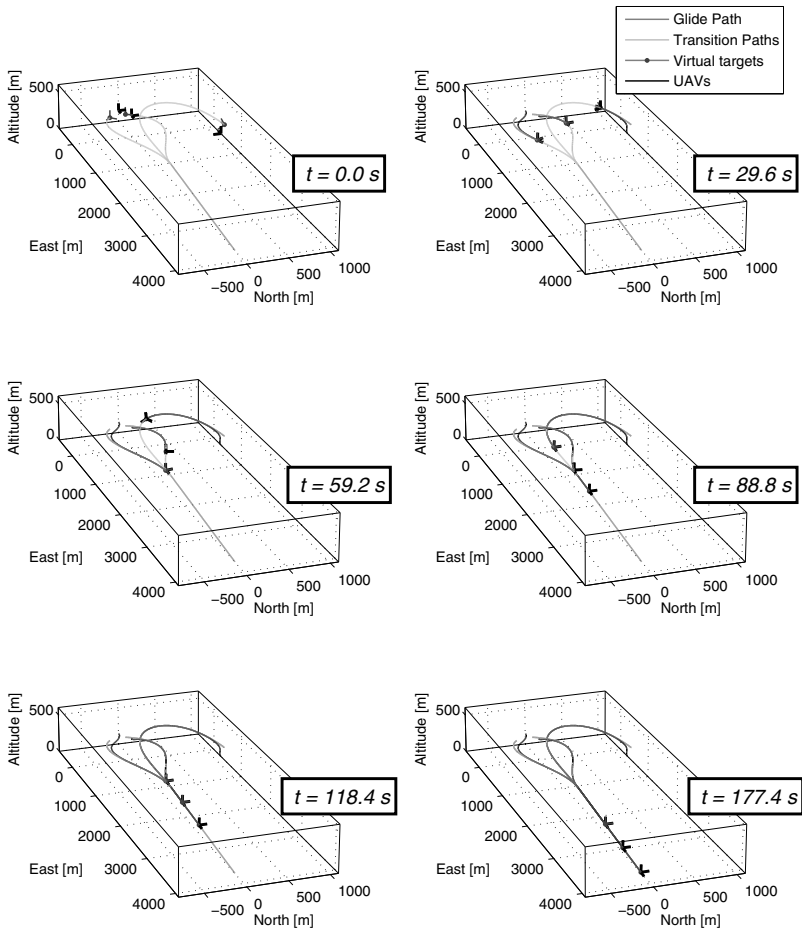 Glide Path
Transition Paths
Virtual targets
UAVs
Altitude [m]
500
0
0
1000
2000
3000
4000
East [m]
−500
0
500
1000
North [m]
t = 0.0 s
Altitude [m]
500
0
0
1000
2000
3000
4000
East [m]
−500
0
500
1000
North [m]
t = 29.6 s
Altitude [m]
500
0
0
1000
2000
3000
4000
East [m]
−500
0
500
1000
North [m]
t = 59.2 s
Altitude [m]
500
0
0
1000
2000
3000
4000
East [m]
−500
0
500
1000
North [m]
t = 88.8 s
Altitude [m]
500
0
0
1000
2000
3000
4000
East [m]
−500
0
500
1000
North [m]
t = 118.4 s
Altitude [m]
500
0
0
1000
2000
3000
4000
East [m]
−500
0
500
1000
North [m]
t = 177.4 s